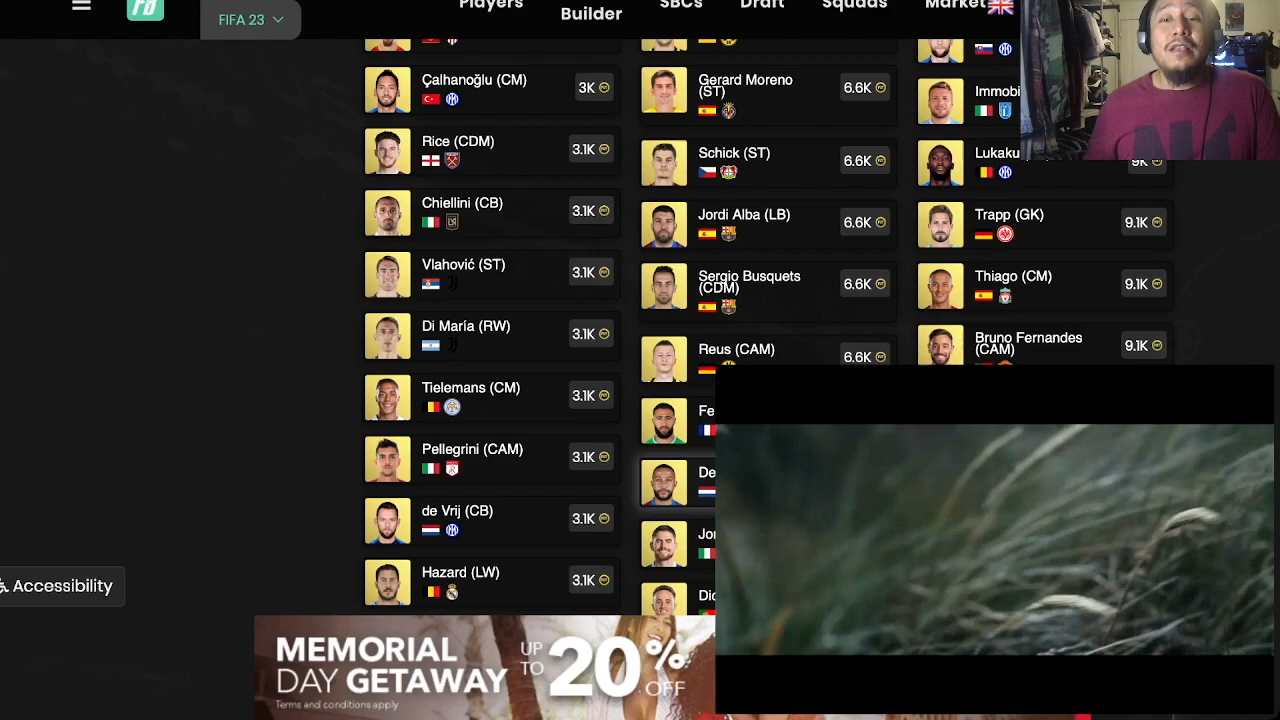 Players
Builder
SBCs
Draft
Squads
Market
FIFA 23
Çalhanoğlu (CM)
3K
Rice (CDM)
3.1K
Chiellini (CB)
3.1K
Vlahović (ST)
3.1K
Di María (RW)
3.1K
Tielemans (CM)
3.1K
Pellegrini (CAM)
3.1K
de Vrij (CB)
3.1K
Hazard (LW)
3.1K
Gerard Moreno
(ST)
6.6K
Schick (ST)
6.6K
Jordi Alba (LB)
6.6K
Sergio Busquets
(CDM)
6.6K
Reus (CAM)
6.6K
Fe
De
Jor
Immobi
Lukaku
9K
Trapp (GK)
9.1K
Thiago (CM)
9.1K
Bruno Fernandes
(CAM)
9.1K
Accessibility
MEMORIAL
DAY GETAWAY
UP
TO
20%
OFF
Terms and conditions apply